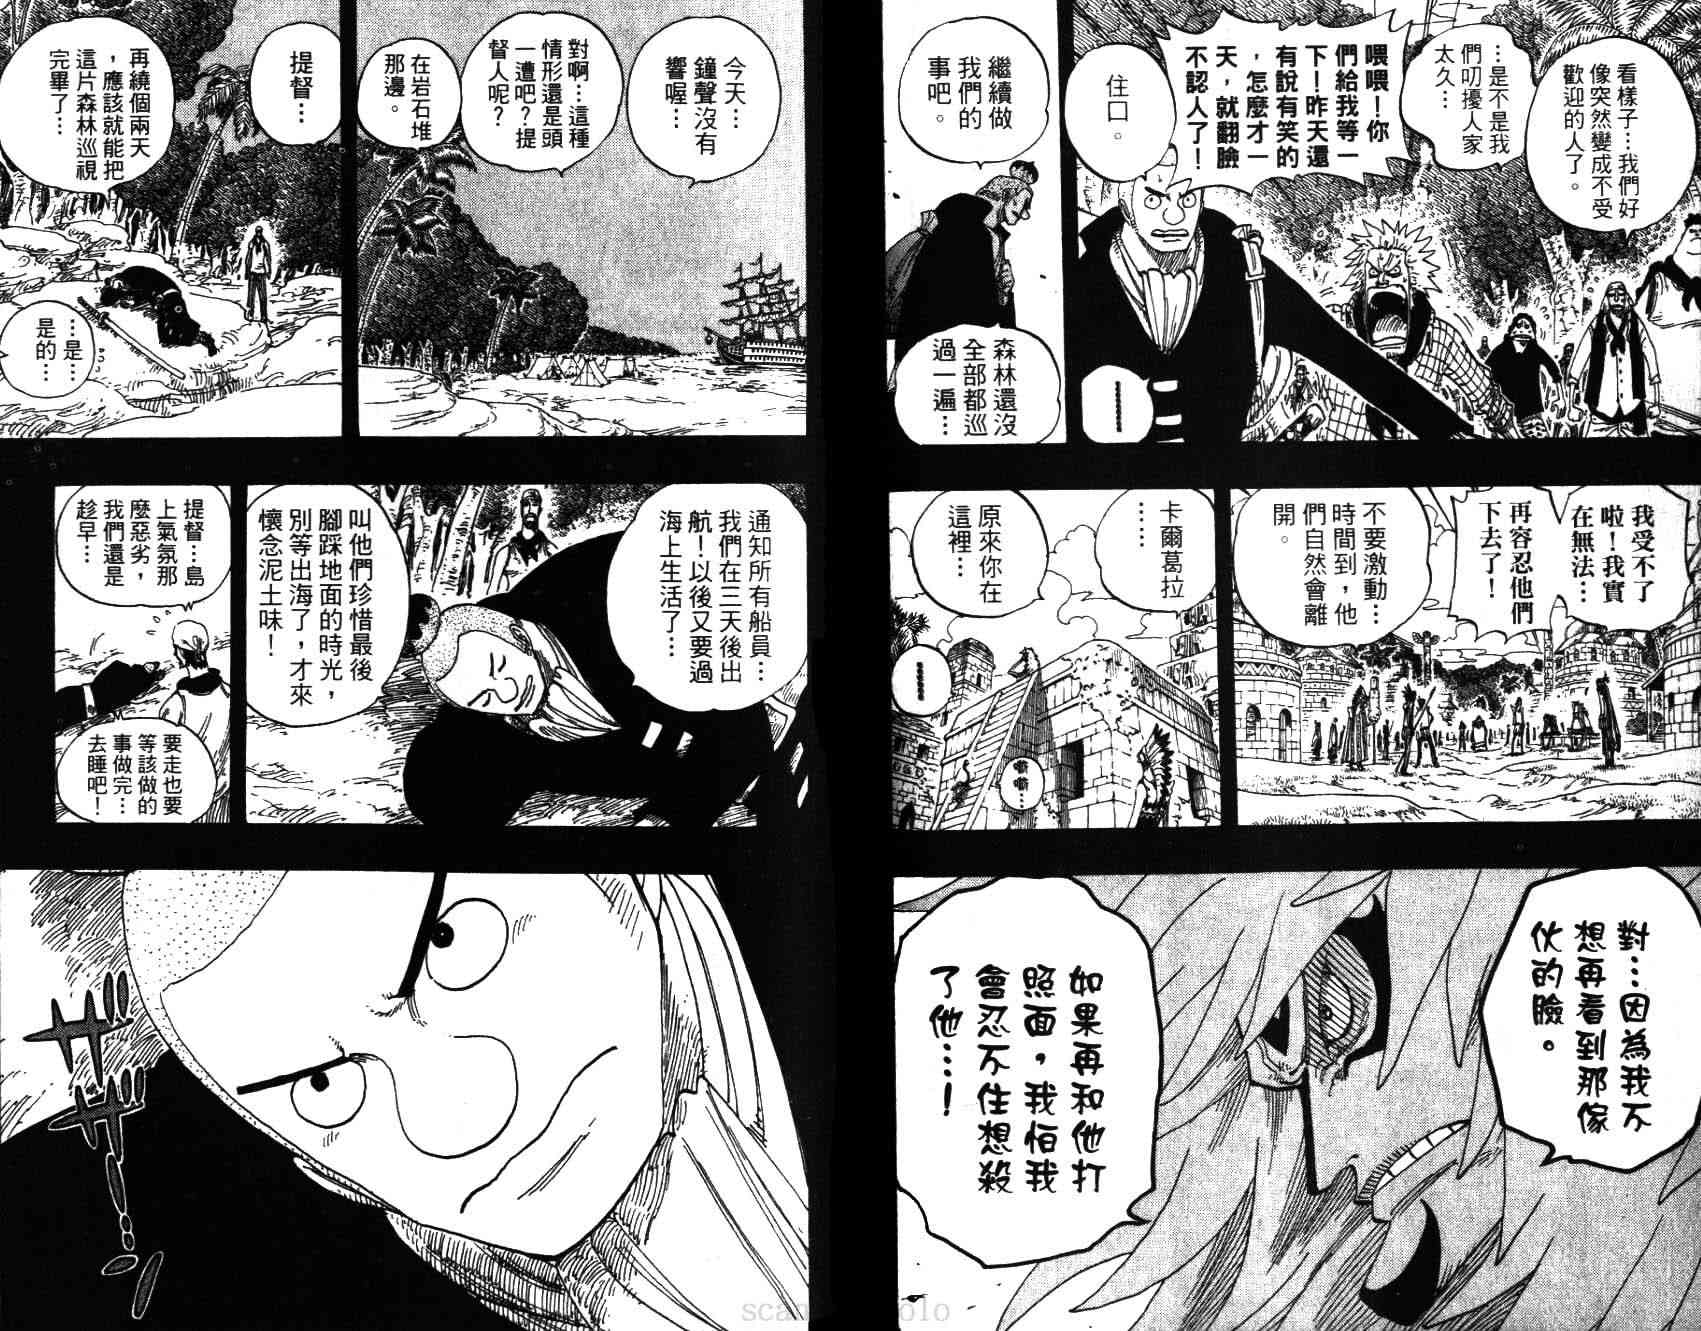 看樣子…我們好
像突然變成不受
歡迎的人了。
…是不是我
們叨擾人家
太久…
喂喂！你
們給我等一
下！昨天還
有說有笑的
，怎麼才一
天，就翻臉
不認人了！
住口。
…………
繼續做
我們的
事吧。
森林還沒
全部都巡
過一遍…
我受不了
啦！我實
在無法…
再容忍他們
下去了！
不要激動…
時間到，他
們自然會離
開。
卡爾葛拉
……
原來你在
這裡…
…………
嘶嘶…
對…因為我不
想再看到那傢
伙的臉。
如果再和他打
照面，我怕我
會忍不住想殺
了他…！
今天…
鐘聲沒有
響喔…
對啊…這種
情形還是頭
一遭吧？提
督人呢？
在岩石堆
那邊。
提督…
再繞個兩天
，應該就能把
這片森林巡視
完畢了…
…是…
是的…
通知所有船員…
我們在三天後出
航！以後又要過
海上生活了…
叫他們珍惜最後
腳踩地面的時光，
別等出海了，才來
懷念泥土味！
提督…島
上氣氛那
麼惡劣，
我們還是
趁早…
要走也要
等該做的
事做完…
去睡吧！
ザザ…ッ